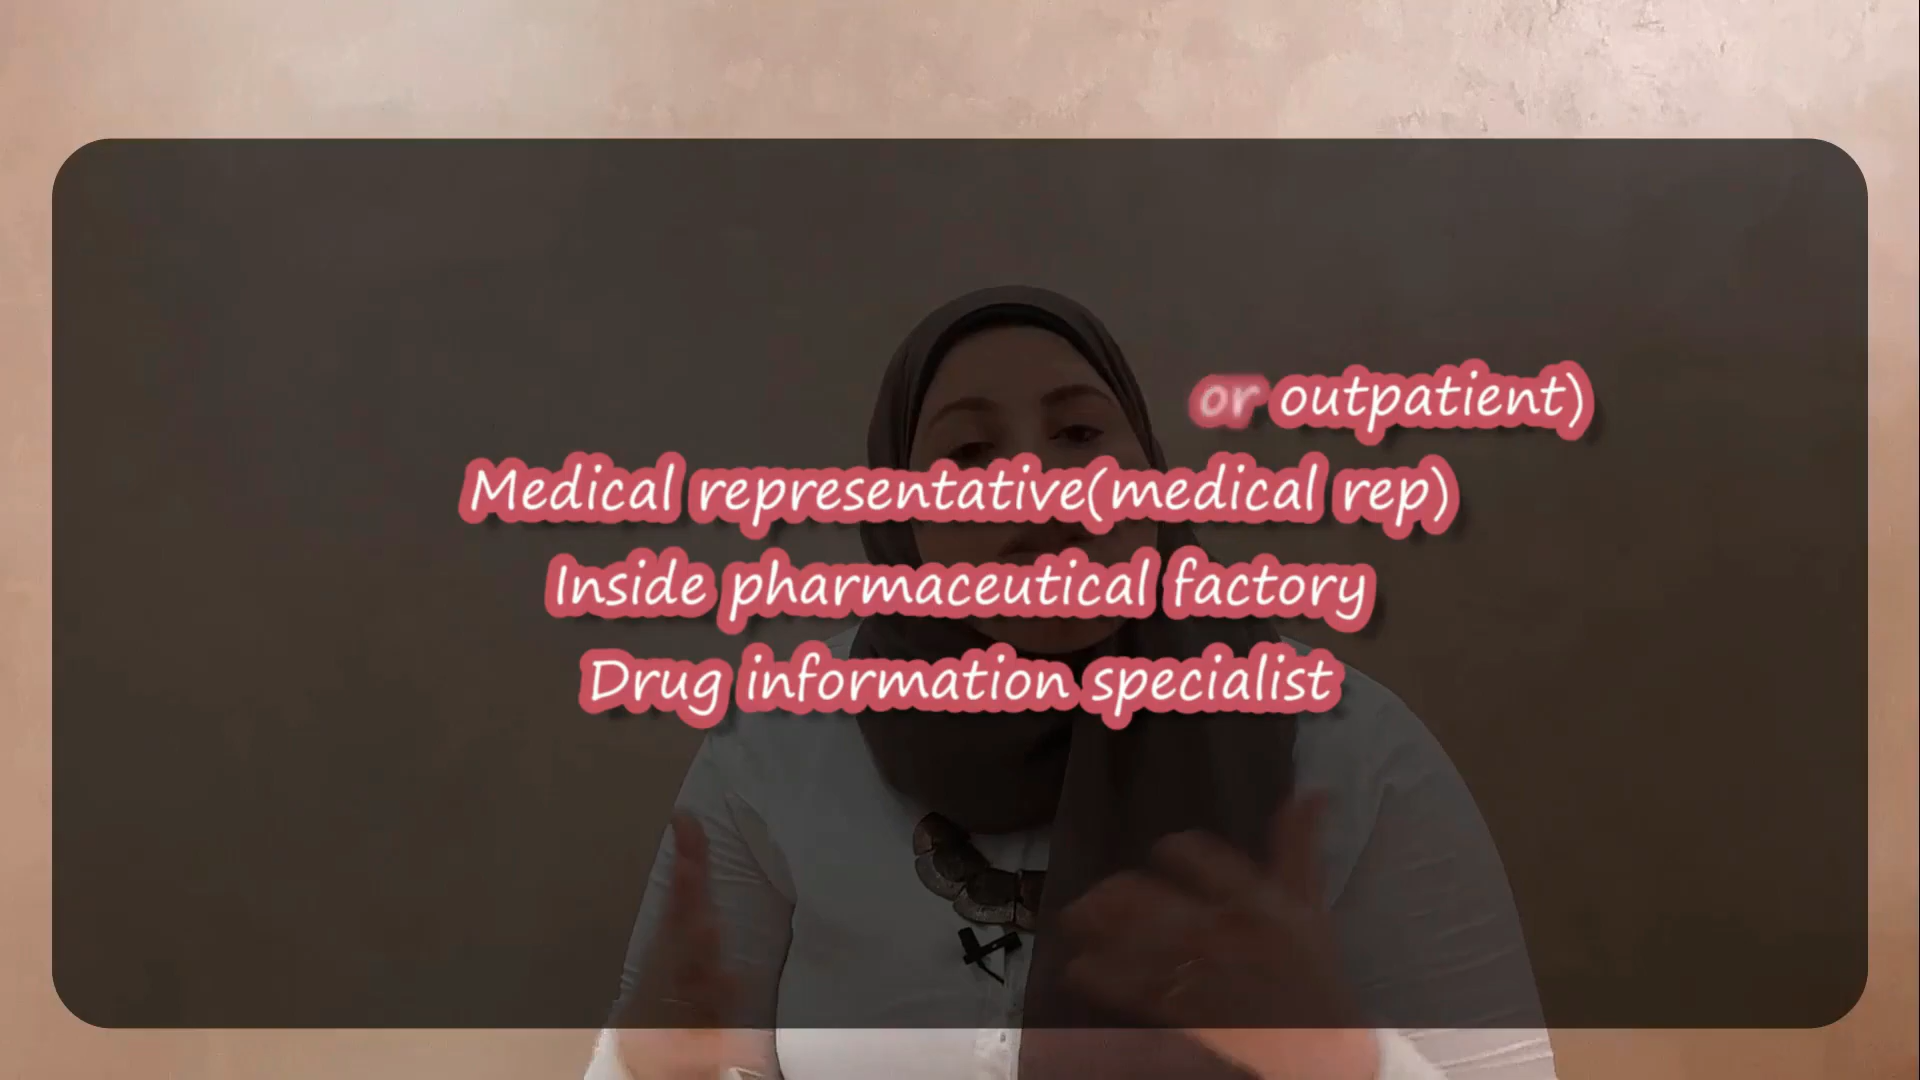 or outpatient)
Medical representative(medical rep)
Inside pharmaceutical factory
Drug information specialist